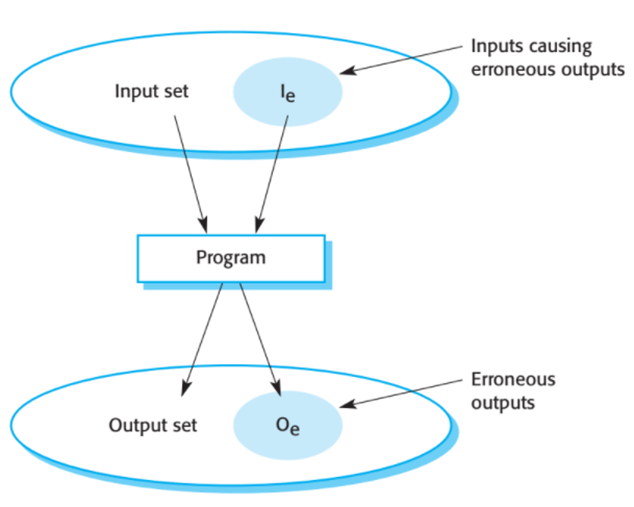 Inputs causing
erroneous outputs
Input set
Ie
Program
Erroneous
outputs
Output set
Oe